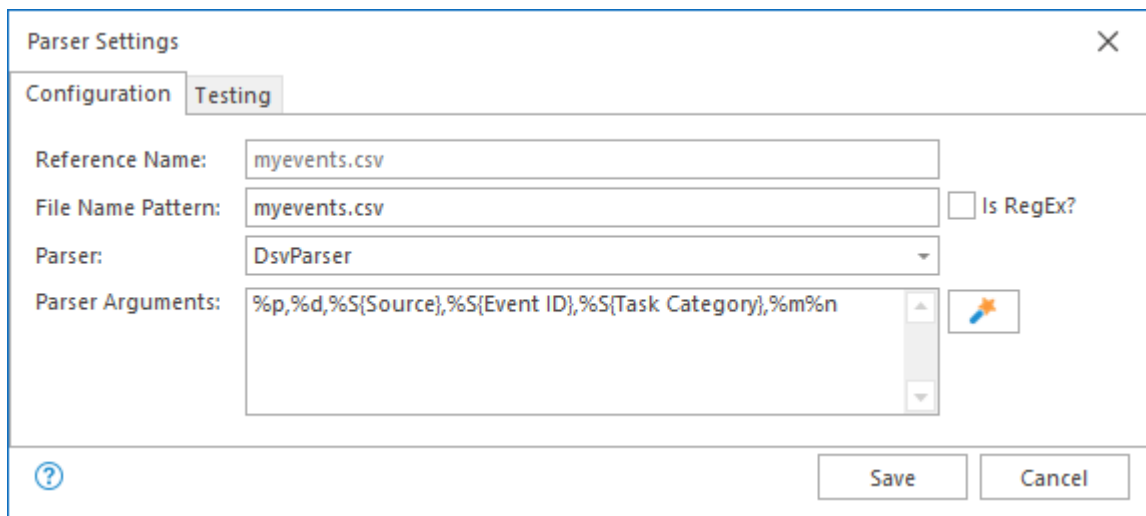 Parser Settings
Configuration Testing
Reference Name: myevents.csv
File Name Pattern: myevents.csv Is RegEx?
Parser: DsvParser
Parser Arguments: %p,%d,%S{Source},%S{Event ID},%S{Task Category},%m%n
Save Cancel